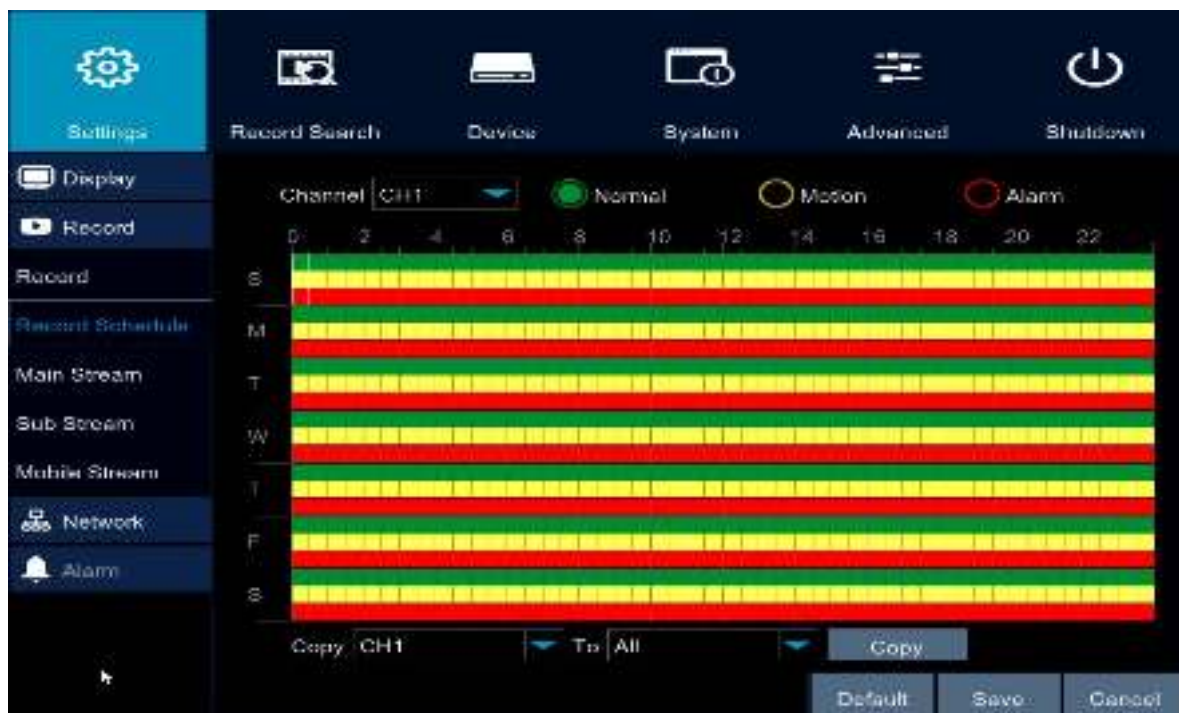 Settings Record Search Device System Advanced Shutdown
Display
Channel CH1 Normal Motion Alarm
Record
0 2 4 6 8 10 12 14 16 18 20 22
Record
S
Record Schedule
M
Main Stream
T
Sub Stream
W
Mobile Stream
T
Network
F
Alarm
S
Copy CH1 To All Copy
Default Save Cancel